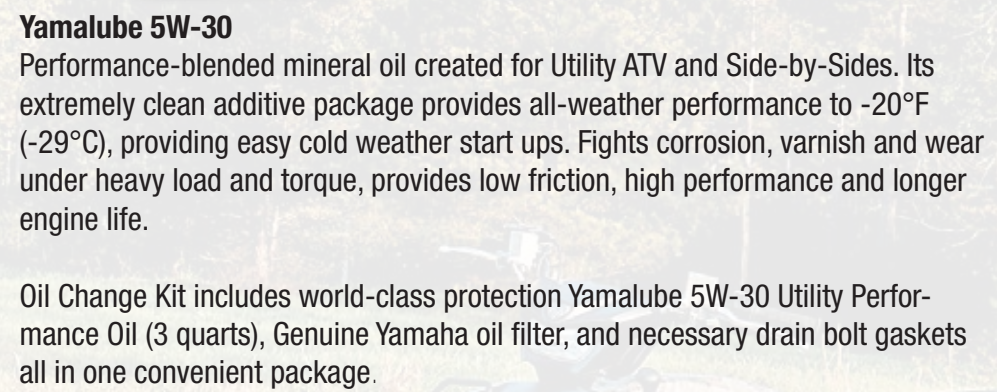 Yamalube 5W-30
Performance-blended mineral oil created for Utility ATV and Side-by-Sides. Its
extremely clean additive package provides all-weather performance to -20°F
(-29°C), providing easy cold weather start ups. Fights corrosion, varnish and wear
under heavy load and torque, provides low friction, high performance and longer
engine life.
Oil Change Kit includes world-class protection Yamalube 5W-30 Utility Perfor-
mance Oil (3 quarts), Genuine Yamaha oil filter, and necessary drain bolt gaskets
all in one convenient package.